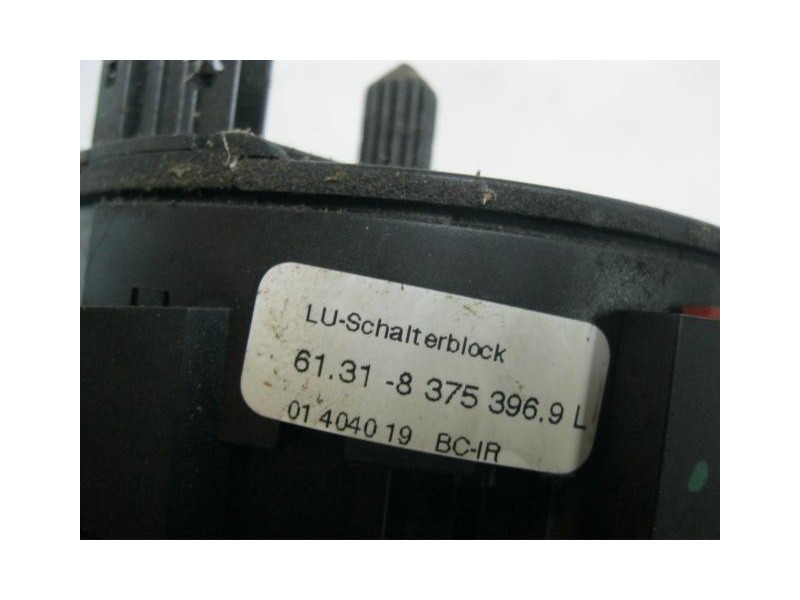 LU-Schalterblock
61.31 -8 375 396.9 L
01 404019 BC-IR